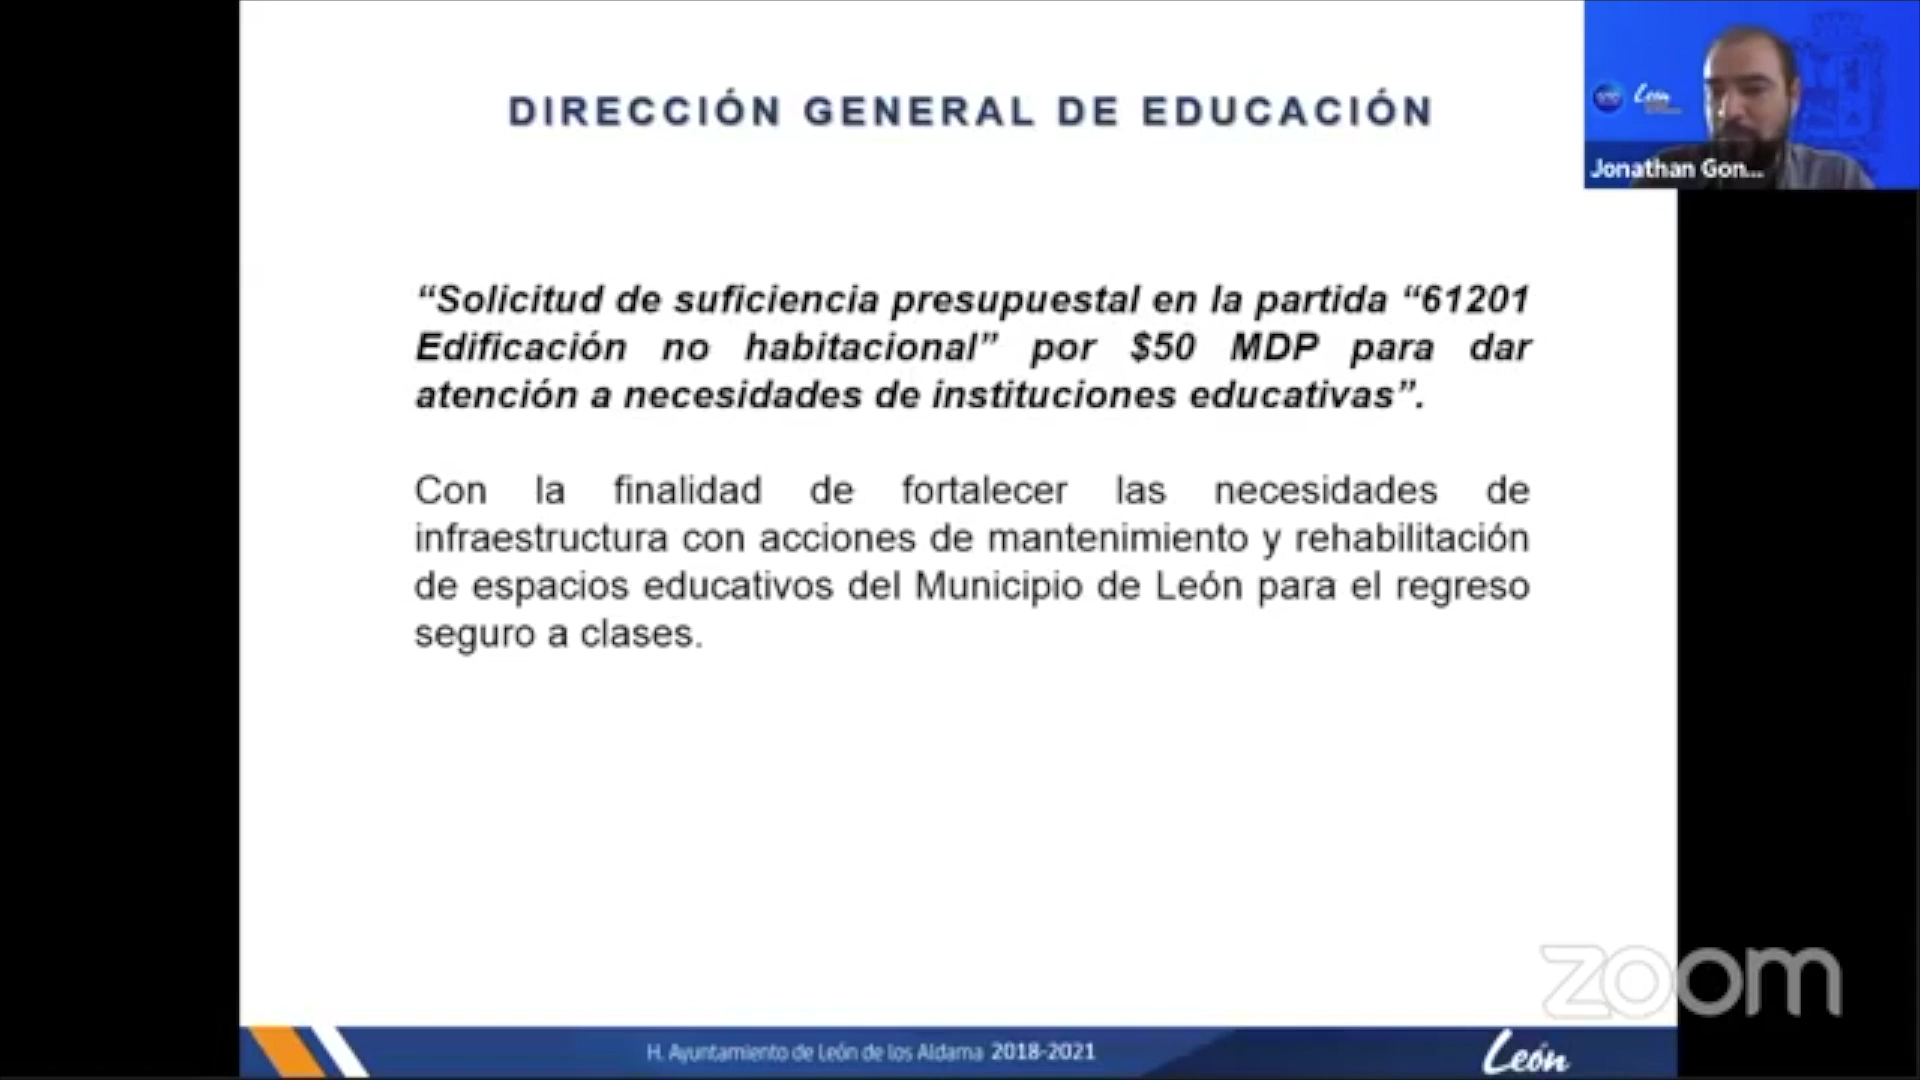 DIRECCIÓN GENERAL DE EDUCACIÓN
León
Jonathan Gon...
“Solicitud de suficiencia presupuestal en la partida “61201
Edificación no habitacional” por $50 MDP para dar
atención a necesidades de instituciones educativas”.
Con la finalidad de fortalecer las necesidades de
infraestructura con acciones de mantenimiento y rehabilitación
de espacios educativos del Municipio de León para el regreso
seguro a clases.
zoom
H. Ayuntamiento de León de los Aldama 2018-2021
León